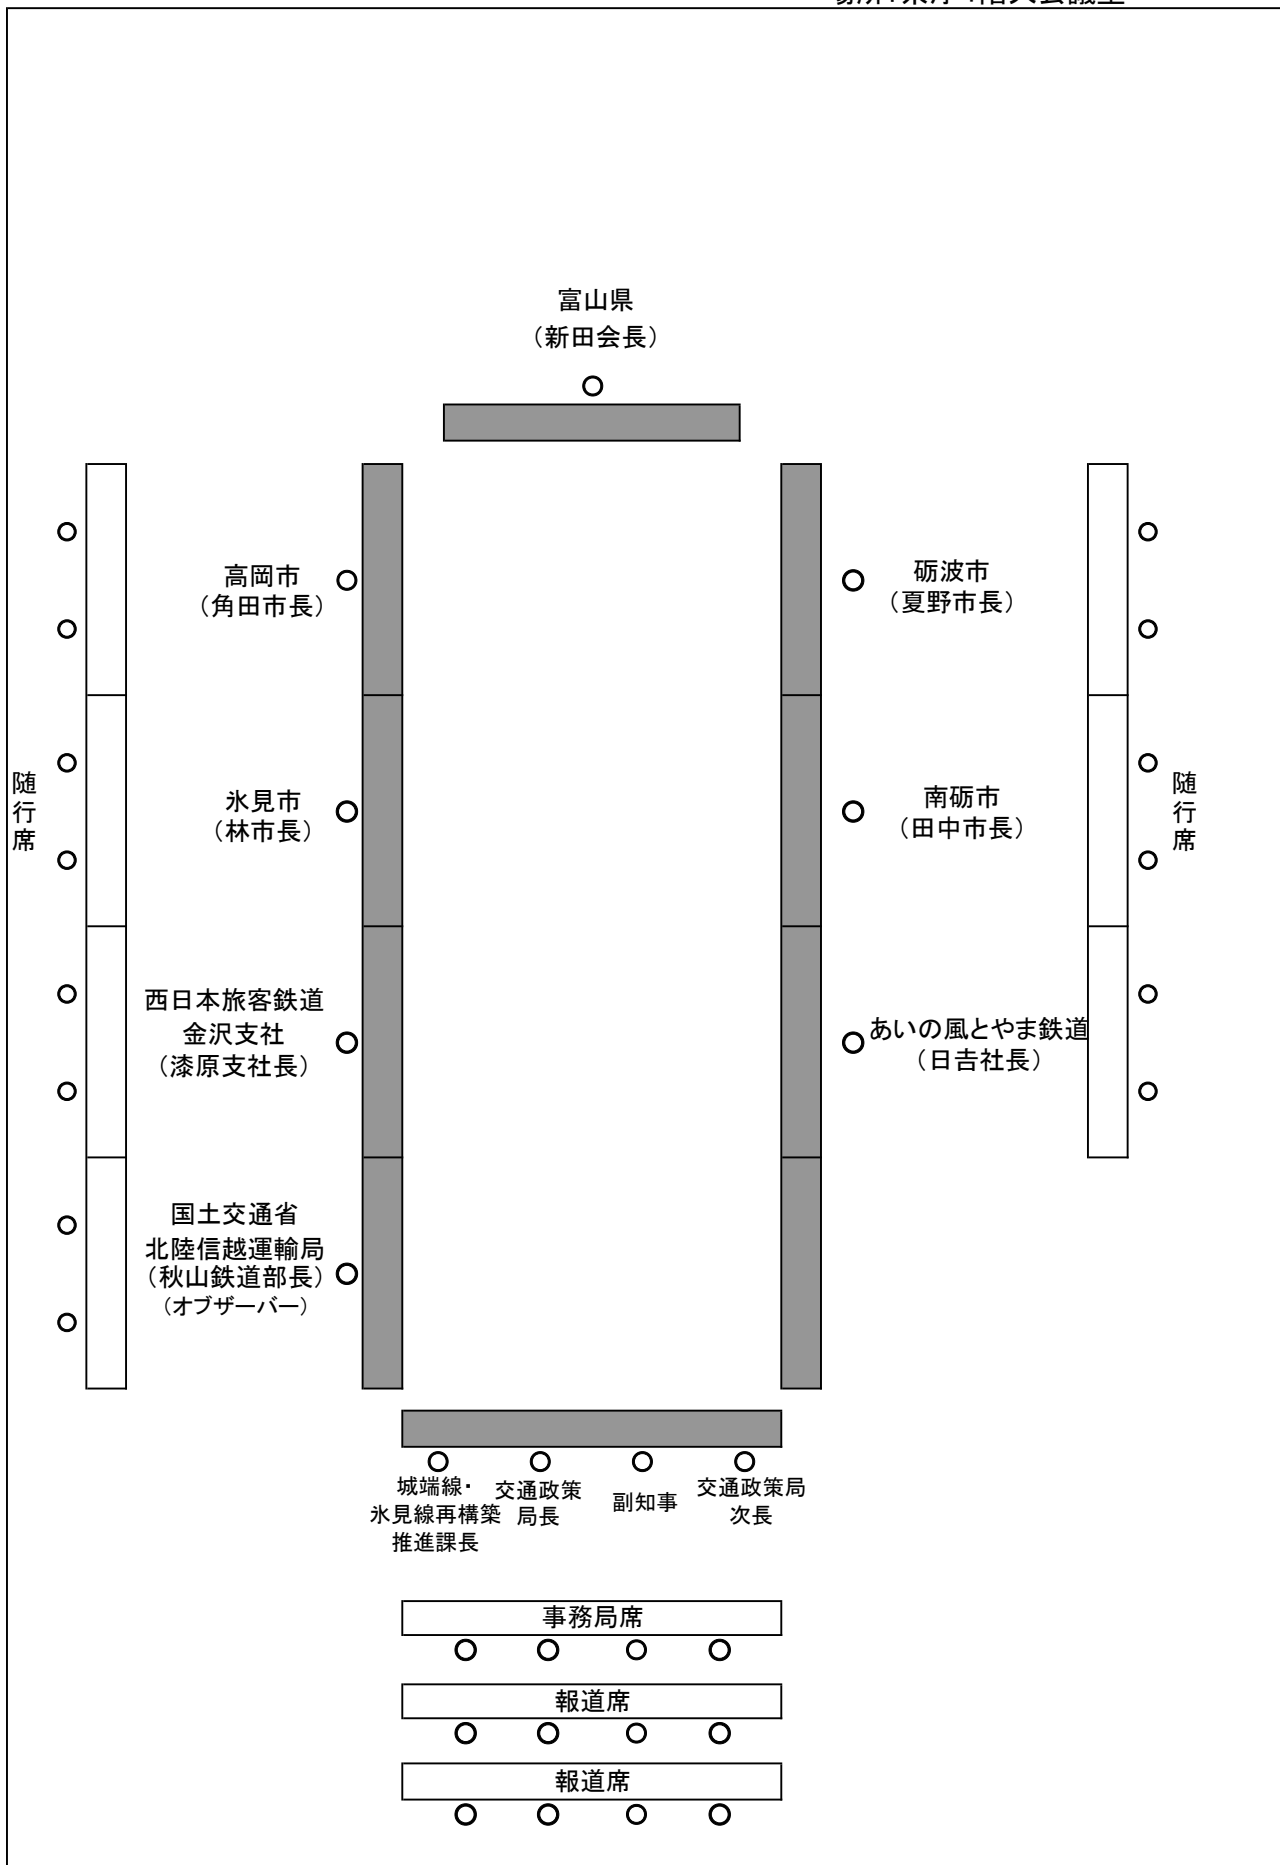 富山県
（新田会長）
高岡市
（角田市長）
砺波市
（夏野市長）
随行席
氷見市
（林市長）
南砺市
（田中市長）
随行席
西日本旅客鉄道
金沢支社
（漆原支社長）
あいの風とやま鉄道
（日𠮷社長）
国土交通省
北陸信越運輸局
（秋山鉄道部長）
（オブザーバー）
城端線・
氷見線再構築
推進課長
交通政策
局長
副知事
交通政策局
次長
事務局席
報道席
報道席